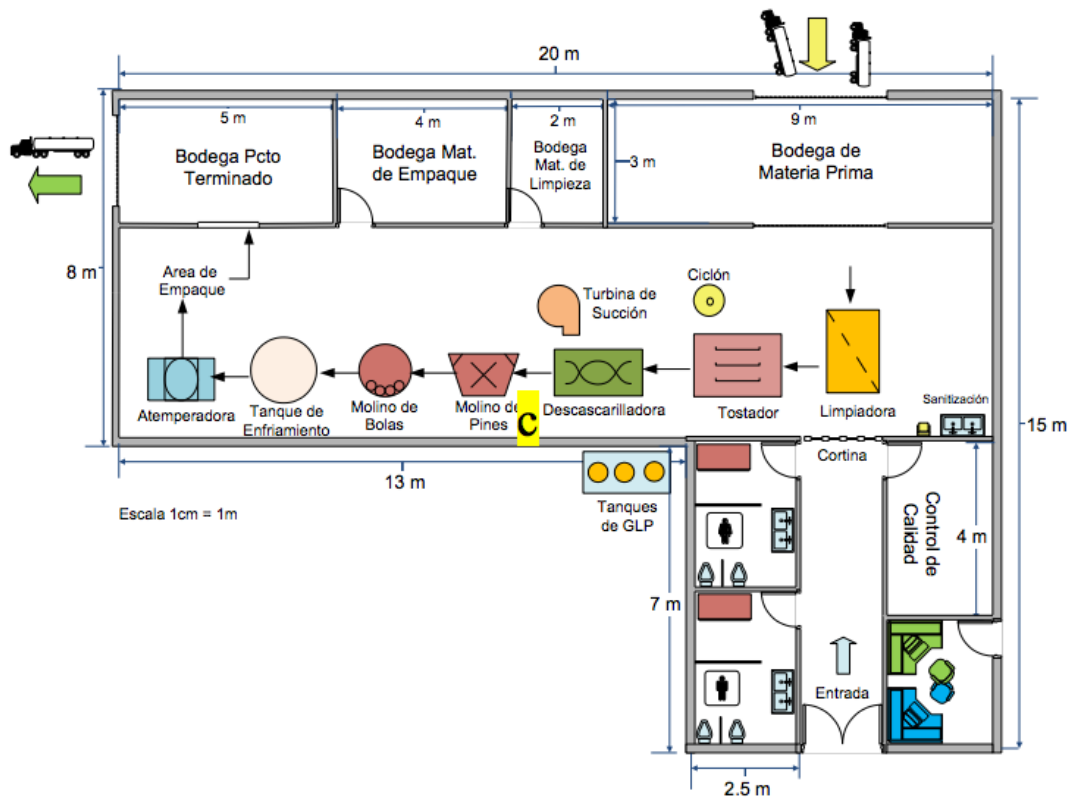 20 m
5 m
4 m
2 m
9 m
Bodega Pcto
Terminado
Bodega Mat.
de Empaque
Bodega
Mat. de
Limpieza
3 m
Bodega de
Materia Prima
8 m
Area de
Empaque
Turbina de
Succión
Ciclón
Atemperadora
Tanque de
Enfriamiento
Molino de
Bolas
Molino de
Pines
C
Descascarilladora
Tostador
Limpiadora
Sanitización
15 m
13 m
Cortina
Escala 1cm = 1m
Tanques
de GLP
Control de
Calidad
4 m
7 m
Entrada
2.5 m